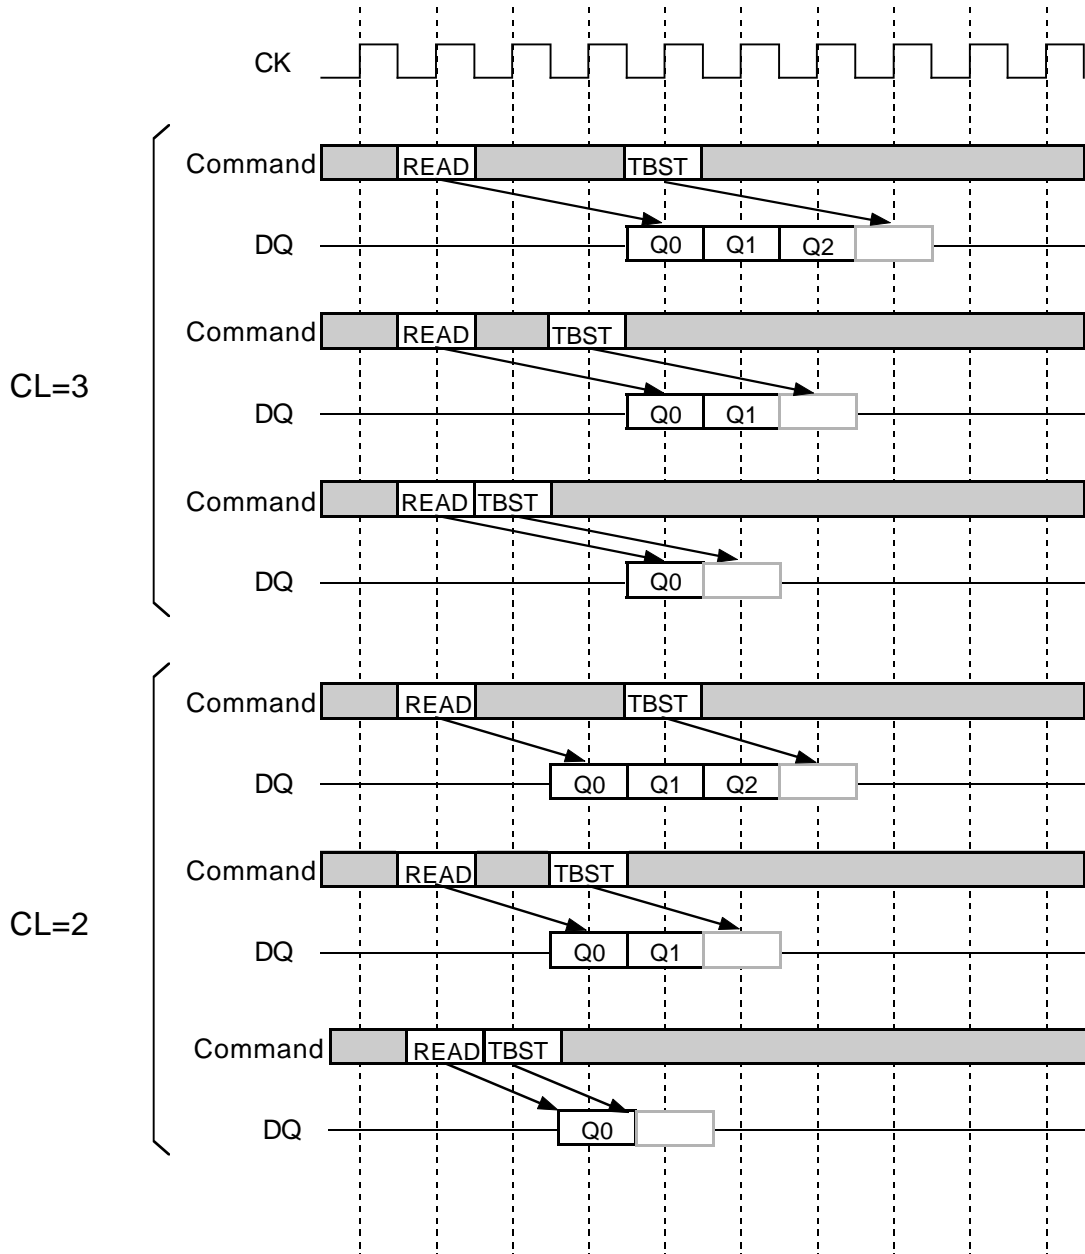 CK
Command READ TBST
DQ Q0 Q1 Q2
Command READ TBST
CL=3
DQ Q0 Q1
Command READ TBST
DQ Q0
Command READ TBST
DQ Q0 Q1 Q2
Command READ TBST
CL=2
DQ Q0 Q1
Command READ TBST
DQ Q0